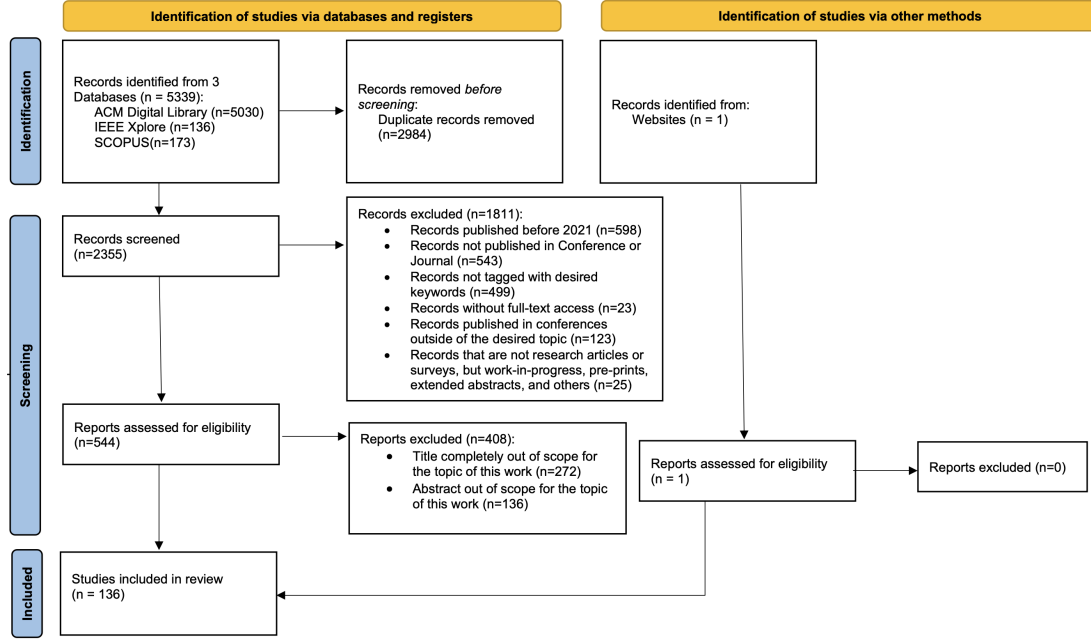 Identification of studies via databases and registers
Identification of studies via other methods
Identification
Records identified from 3
Databases (n = 5339):
ACM Digital Library (n=5030)
IEEE Xplore (n=136)
SCOPUS(n=173)
Records removed before
screening:
Duplicate records removed
(n=2984)
Records identified from:
Websites (n = 1)
Screening
Records screened
(n=2355)
Records excluded (n=1811):
• Records published before 2021 (n=598)
• Records not published in Conference or
Journal (n=543)
• Records not tagged with desired
keywords (n=499)
• Records without full-text access (n=23)
• Records published in conferences
outside of the desired topic (n=123)
• Records that are not research articles or
surveys, but work-in-progress, pre-prints,
extended abstracts, and others (n=25)
Reports assessed for eligibility
(n=544)
Reports excluded (n=408):
• Title completely out of scope for
the topic of this work (n=272)
• Abstract out of scope for the topic
of this work (n=136)
Reports assessed for eligibility
(n = 1)
Reports excluded (n=0)
Included
Studies included in review
(n = 136)